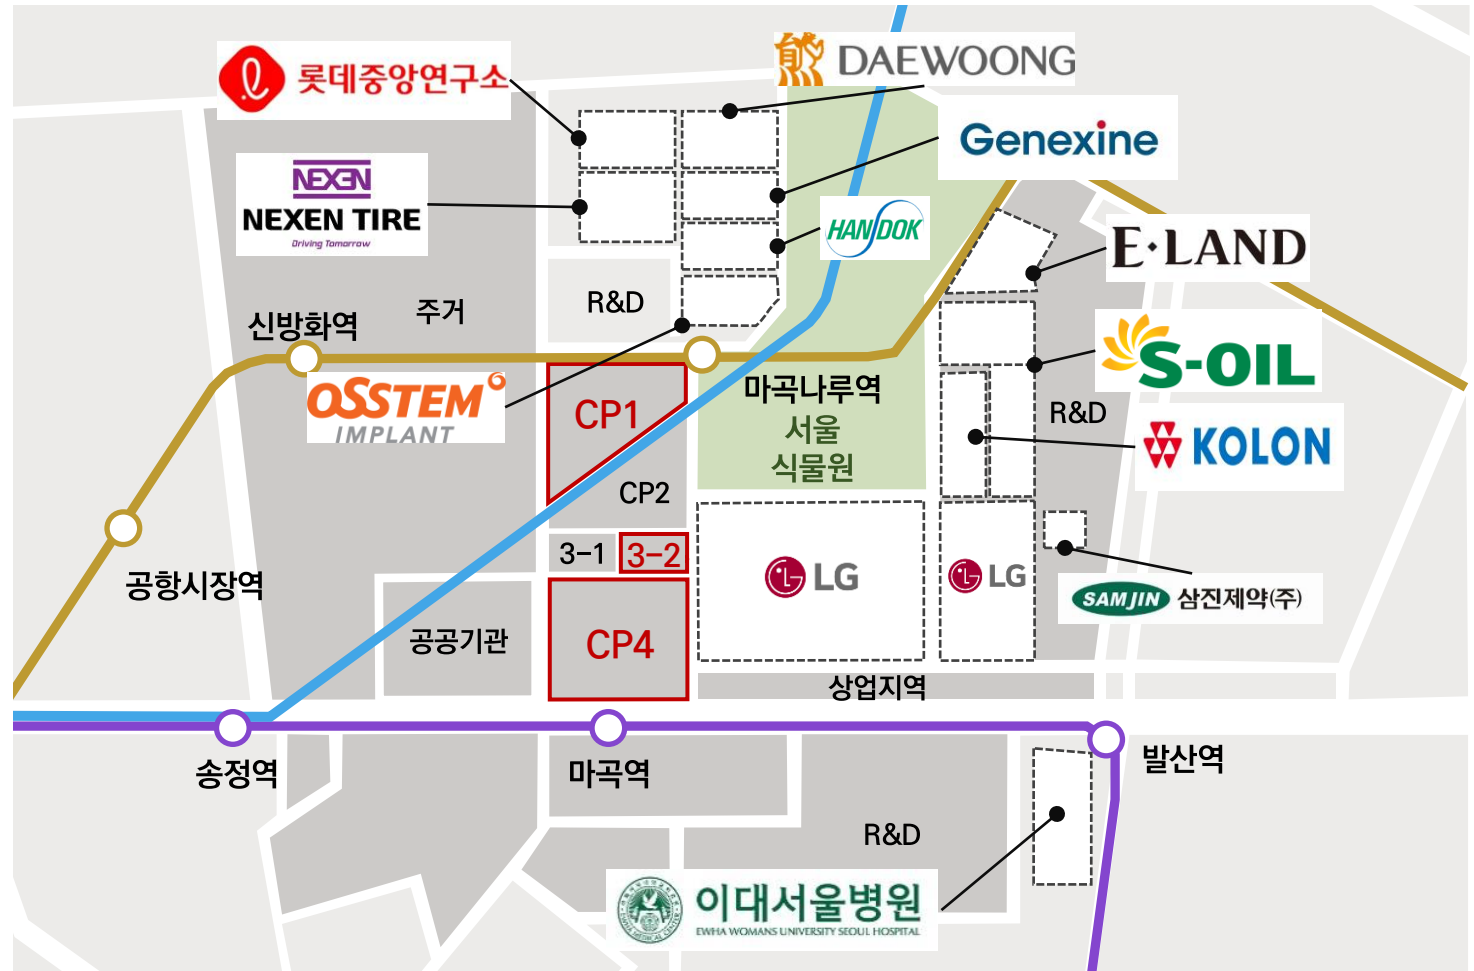 롯데중앙연구소
DAEWOONG
Genexine
NEXEN
NEXEN TIRE
Driving Tomorrow
HANDOK
E·LAND
R&D
주거
신방화역
S-OIL
OSSTEM
IMPLANT
마곡나루역
서울
식물원
CP1
R&D
KOLON
CP2
3-1
3-2
LG
LG
공항시장역
SAMJIN 삼진제약(주)
공공기관
CP4
상업지역
송정역
마곡역
발산역
R&D
이대서울병원
EWHA WOMANS UNIVERSITY SEOUL HOSPITAL